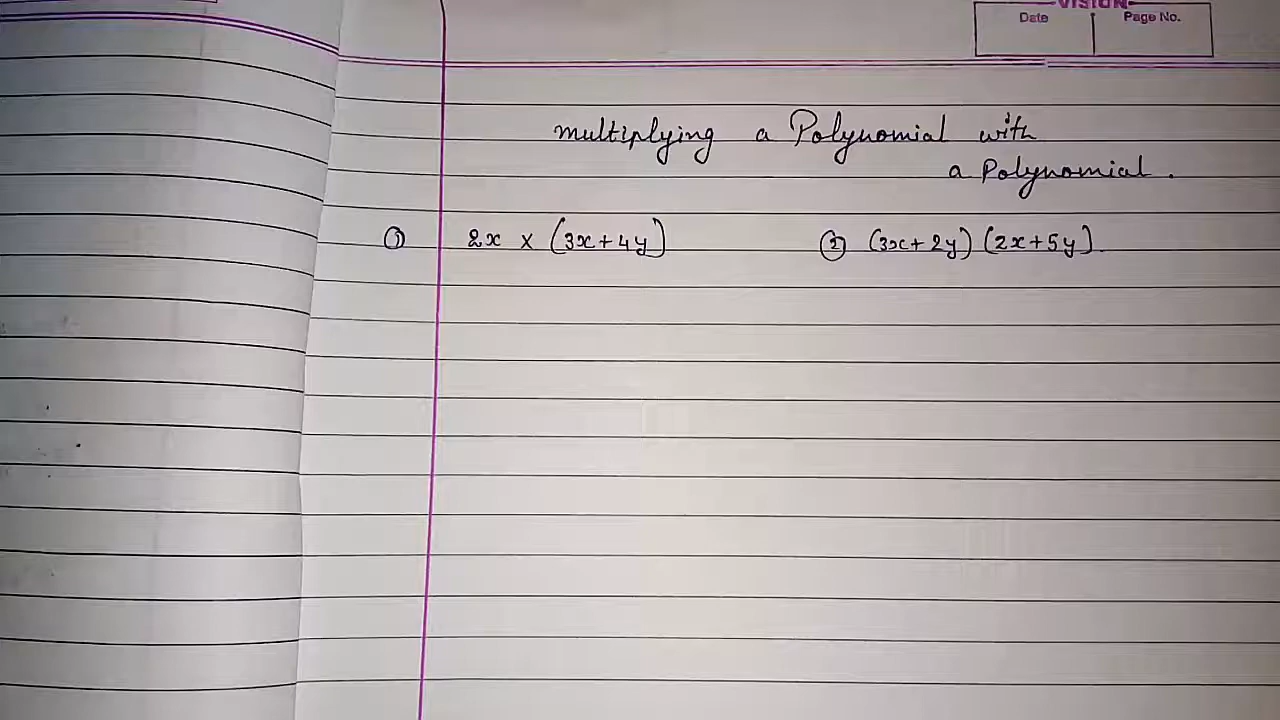 VISION
Date Page No.
multiplying a Polynomial with
a Polynomial.
① 2x × (3x+4y) ② (3x+2y) (2x+5y).